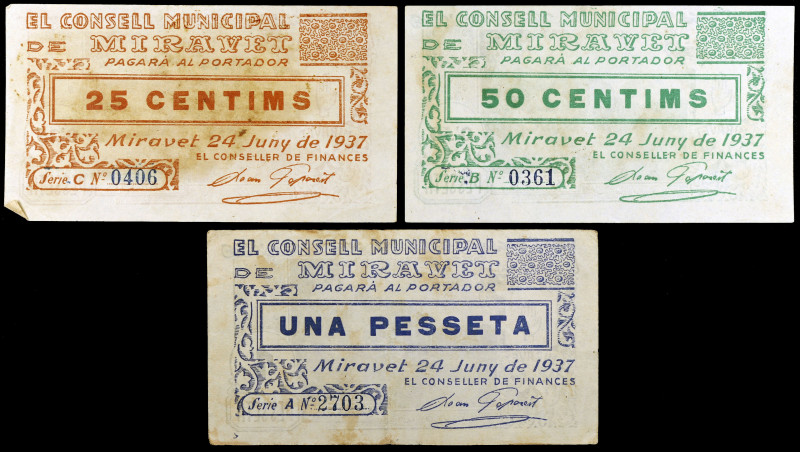 EL CONSELL MUNICIPAL
DE MIRAVET
PAGARÀ AL PORTADOR
25 CENTIMS
Miravet 24 Juny de 1937
EL CONSELLER DE FINANCES
Serie C Nº 0406
EL CONSELL MUNICIPAL
DE MIRAVET
PAGARÀ AL PORTADOR
50 CENTIMS
Miravet 24 Juny de 1937
EL CONSELLER DE FINANCES
Serie B Nº 0361
EL CONSELL MUNICIPAL
DE MIRAVET
PAGARÀ AL PORTADOR
UNA PESSETA
Miravet 24 Juny de 1937
EL CONSELLER DE FINANCES
Serie A Nº 2703